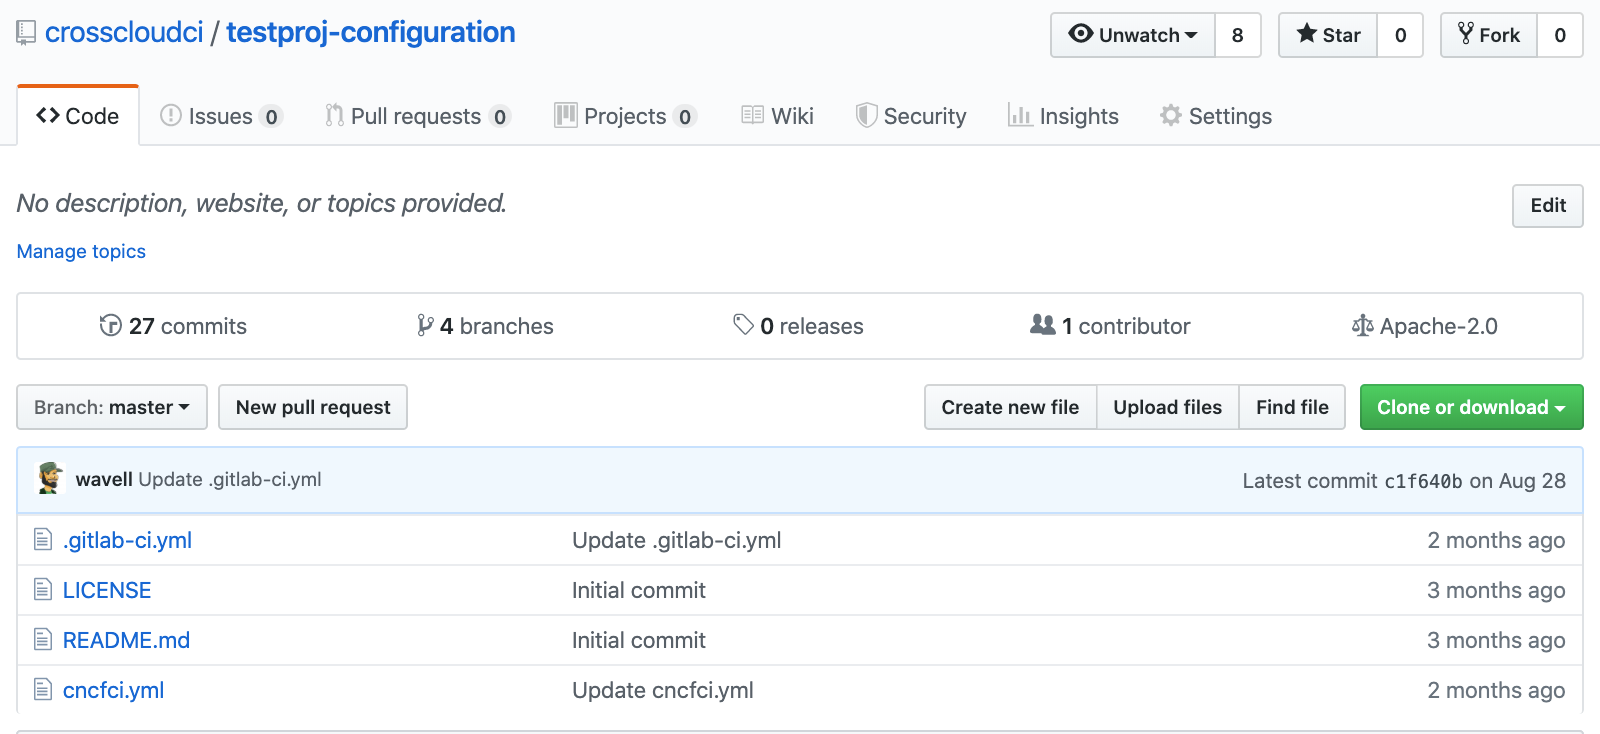 crosscloudci / testproj-configuration Unwatch 8 Star 0 Fork 0
Code Issues 0 Pull requests 0 Projects 0 Wiki Security Insights Settings
No description, website, or topics provided. Edit
Manage topics
27 commits 4 branches 0 releases 1 contributor Apache-2.0
Branch: master New pull request Create new file Upload files Find file Clone or download
wavell Update .gitlab-ci.yml Latest commit c1f640b on Aug 28
.gitlab-ci.yml Update .gitlab-ci.yml 2 months ago
LICENSE Initial commit 3 months ago
README.md Initial commit 3 months ago
cncfci.yml Update cncfci.yml 2 months ago